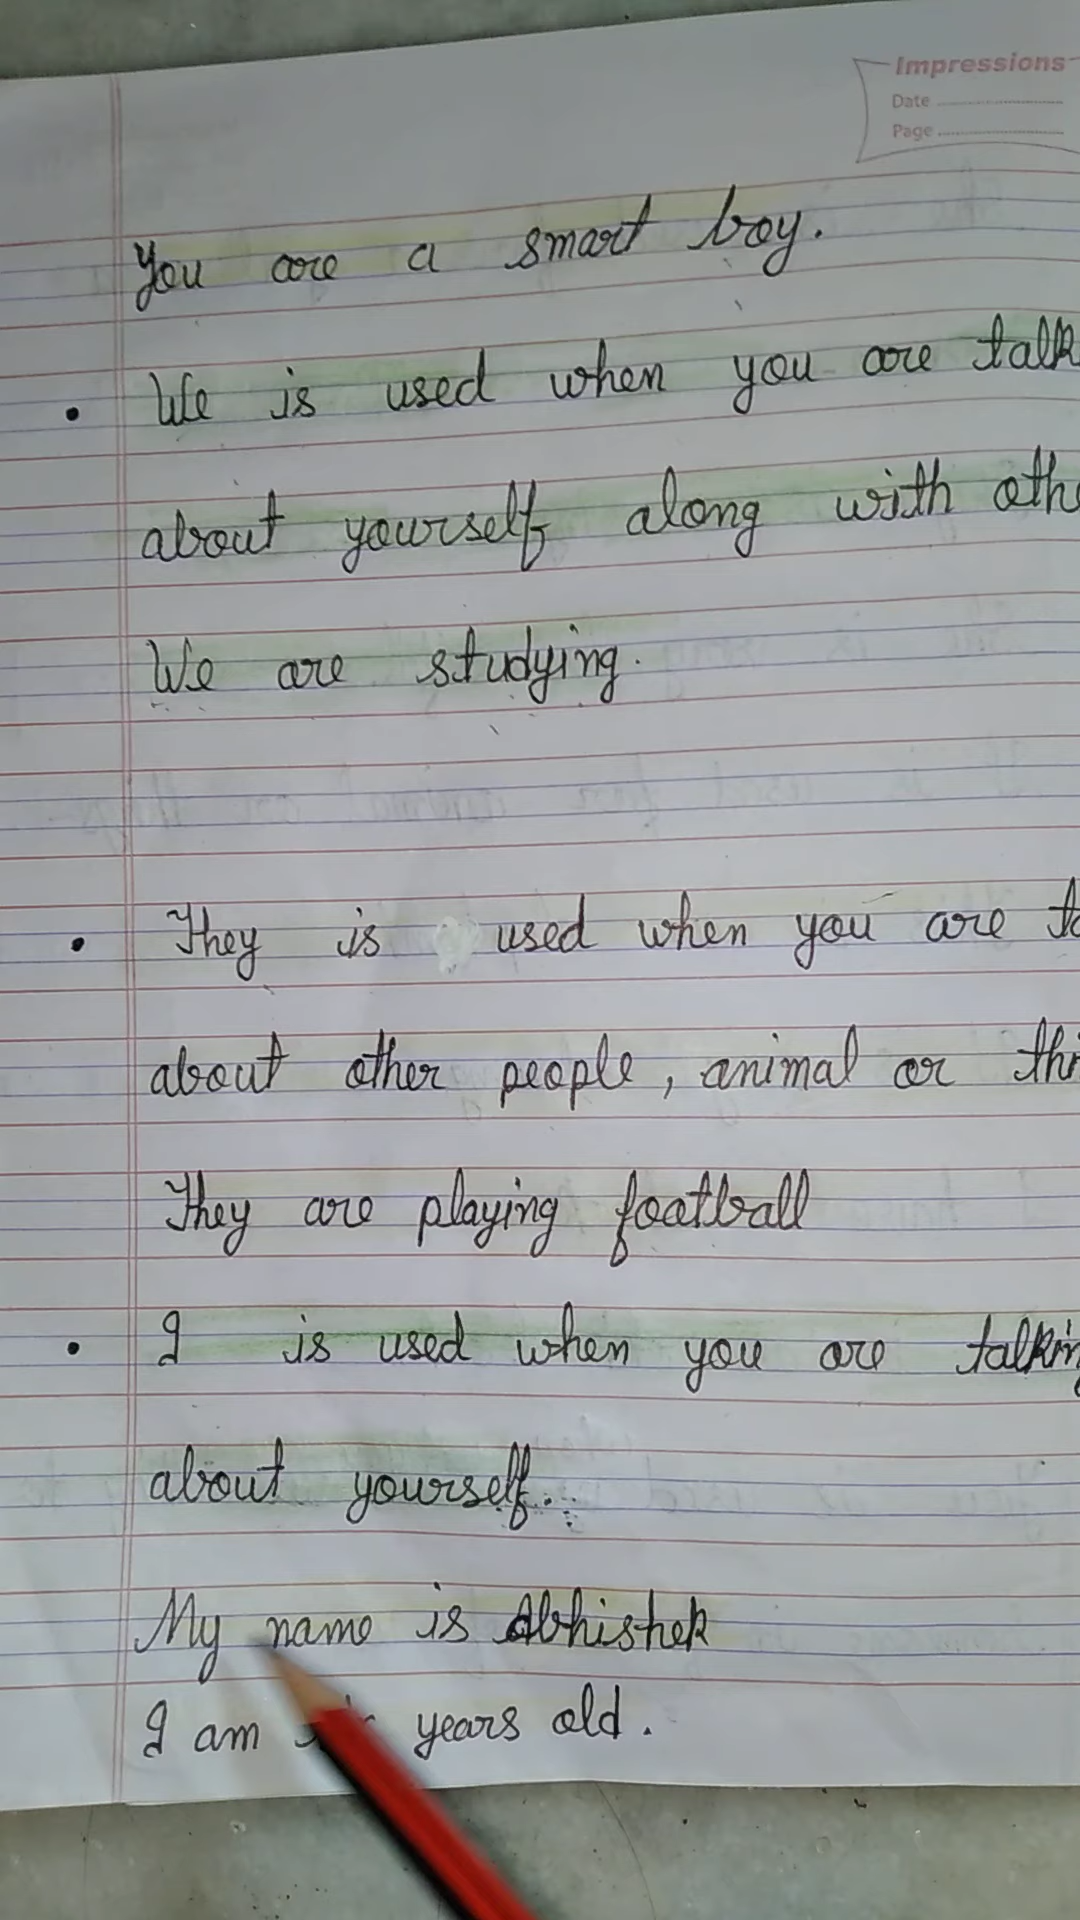 Impressions
Date
Page
You are a smart boy.
• We is used when you are talk
about yourself along with oth
We are studying.
• They is used when you are
about other people, animal or
They are playing football
• I is used when you are talkin
about yourself.
My name is Abhishek
I am years old.